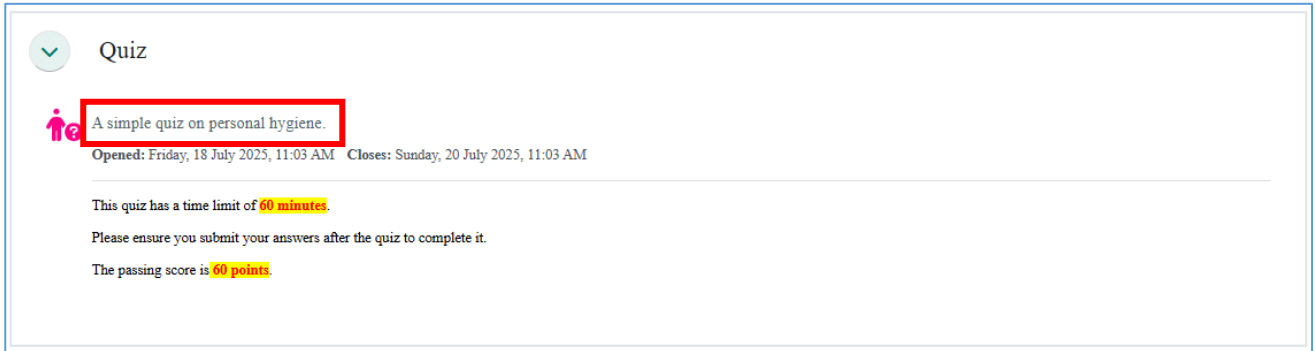 Quiz
A simple quiz on personal hygiene.
Opened: Friday, 18 July 2025, 11:03 AM Closes: Sunday, 20 July 2025, 11:03 AM
This quiz has a time limit of 60 minutes.
Please ensure you submit your answers after the quiz to complete it.
The passing score is 60 points.